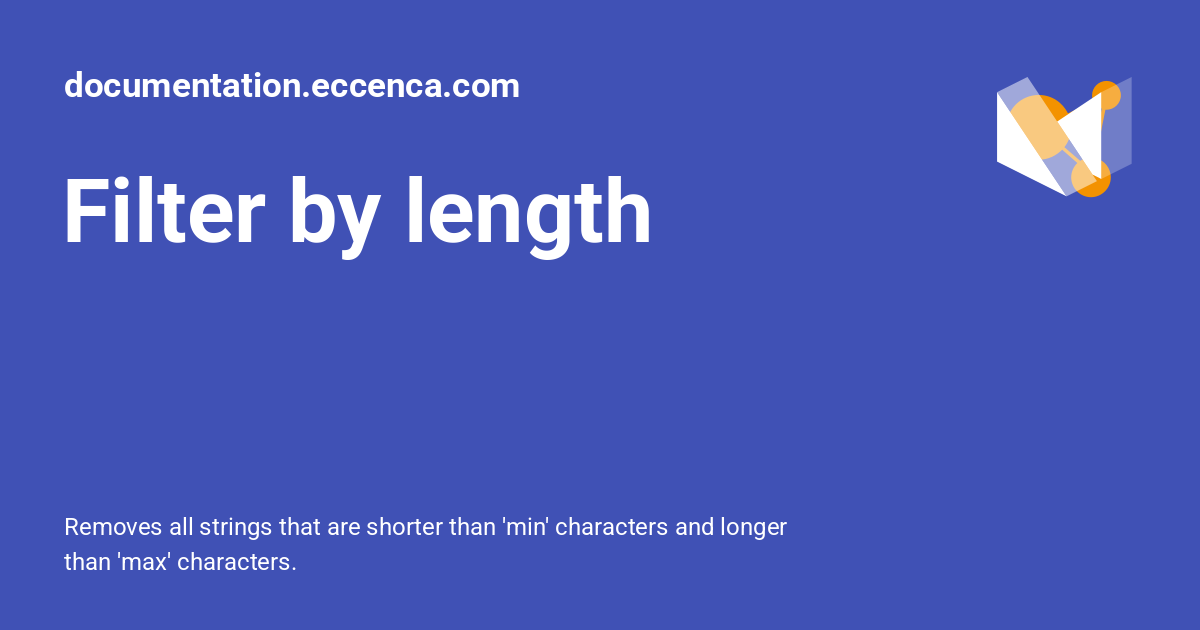 documentation.eccenca.com
Filter by length
Removes all strings that are shorter than 'min' characters and longer
than 'max' characters.